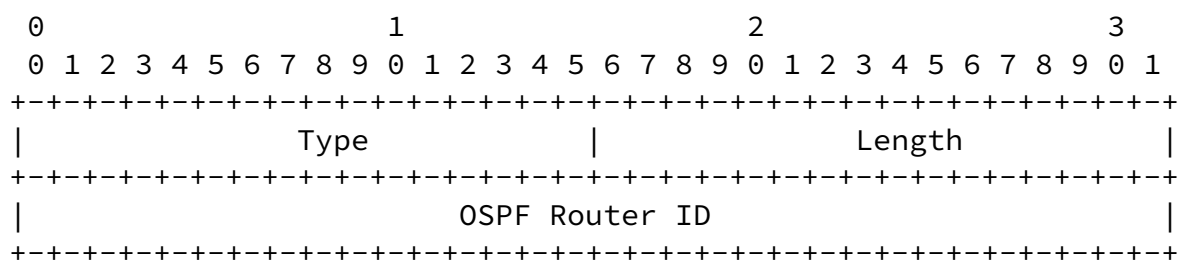 0                   1                   2                   3
 0 1 2 3 4 5 6 7 8 9 0 1 2 3 4 5 6 7 8 9 0 1 2 3 4 5 6 7 8 9 0 1
+-+-+-+-+-+-+-+-+-+-+-+-+-+-+-+-+-+-+-+-+-+-+-+-+-+-+-+-+-+-+-+-+
|               Type            |              Length           |
+-+-+-+-+-+-+-+-+-+-+-+-+-+-+-+-+-+-+-+-+-+-+-+-+-+-+-+-+-+-+-+-+
|                        OSPF Router ID                         |
+-+-+-+-+-+-+-+-+-+-+-+-+-+-+-+-+-+-+-+-+-+-+-+-+-+-+-+-+-+-+-+-+